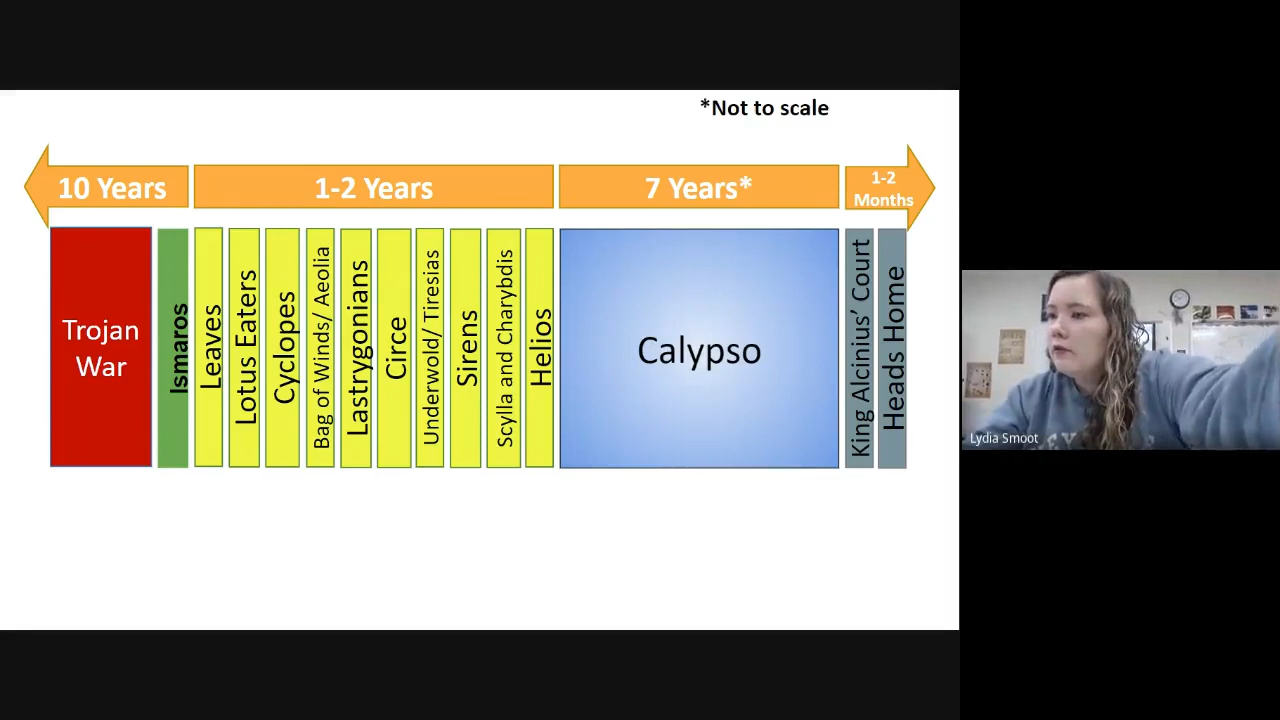 *Not to scale
10 Years
1-2 Years
7 Years*
1-2
Months
Trojan
War
Ismaros
Leaves
Lotus Eaters
Cyclopes
Bag of Winds/ Aeolia
Lastrygonians
Circe
Underwold/ Tiresias
Sirens
Scylla and Charybdis
Helios
Calypso
King Alcinius’ Court
Heads Home
Lydia Smoot